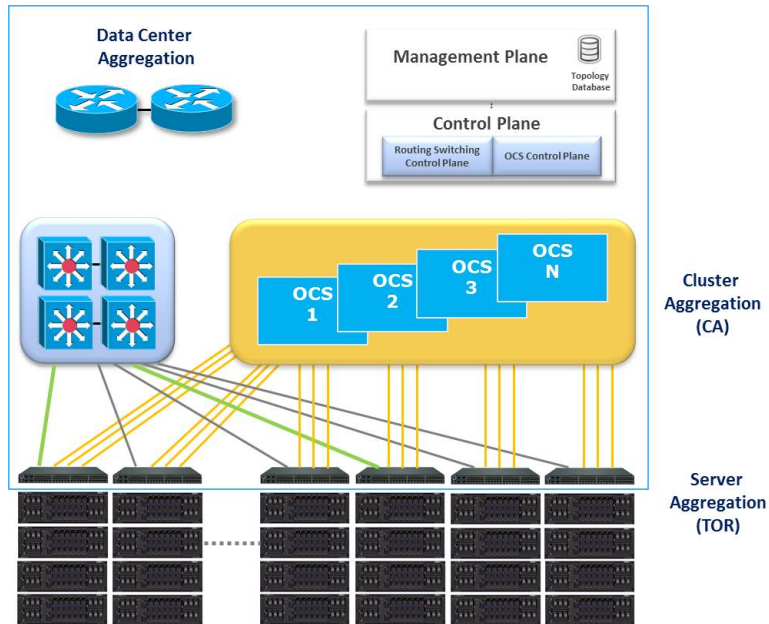 Data Center
Aggregation
Management Plane
Topology
Database
Control Plane
Routing Switching
Control Plane
OCS Control Plane
OCS
1
OCS
2
OCS
3
OCS
N
Cluster
Aggregation
(CA)
Server
Aggregation
(TOR)